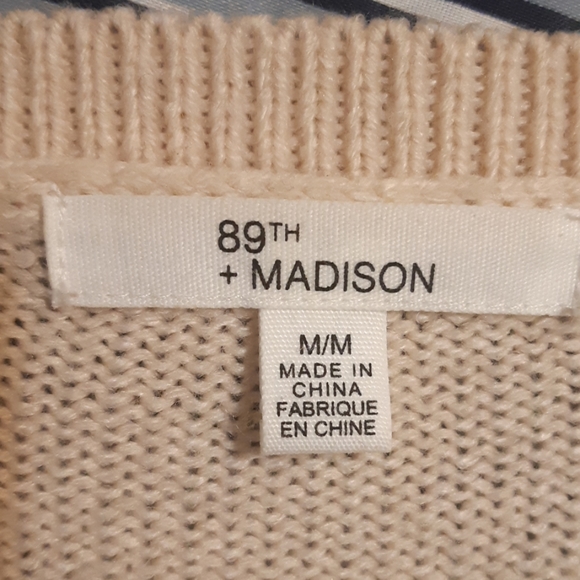 89TH
+ MADISON
M/M
MADE IN
CHINA
FABRIQUE
EN CHINE